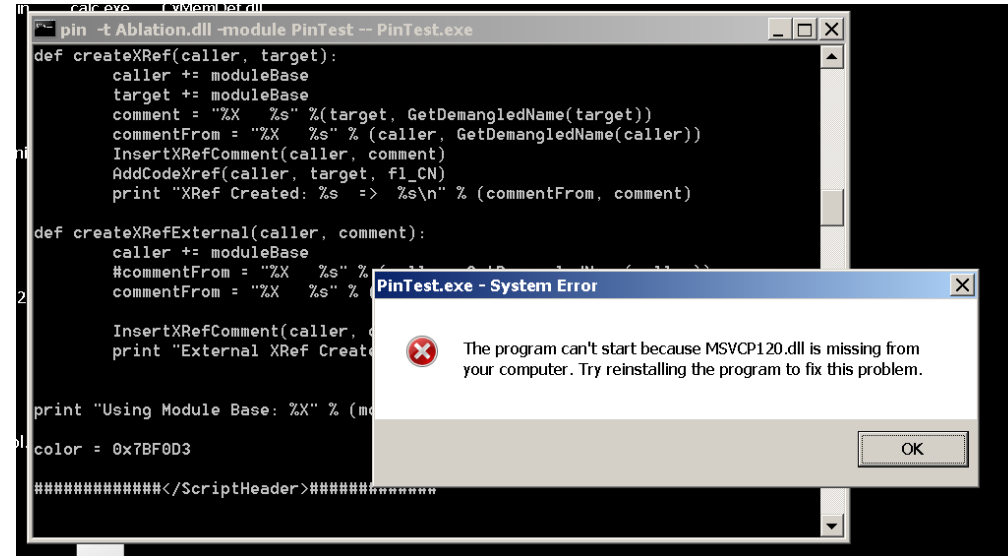 calc.exe CyMemDef.dll
pin -t Ablation.dll -module PinTest -- PinTest.exe
def createXRef(caller, target):
        caller += moduleBase
        target += moduleBase
        comment = "%X   %s" %(target, GetDemangledName(target))
        commentFrom = "%X   %s" % (caller, GetDemangledName(caller))
        InsertXRefComment(caller, comment)
        AddCodeXref(caller, target, fl_CN)
        print "XRef Created: %s  =>  %s\n" % (commentFrom, comment)
def createXRefExternal(caller, comment):
        caller += moduleBase
        #commentFrom = "%X   %s" %
        commentFrom = "%X   %s" % (
        InsertXRefComment(caller,
        print "External XRef Create
print "Using Module Base: %X" % (mo
color = 0x7BF0D3
#############</ScriptHeader>#############
PinTest.exe - System Error
The program can't start because MSVCP120.dll is missing from
your computer. Try reinstalling the program to fix this problem.
OK